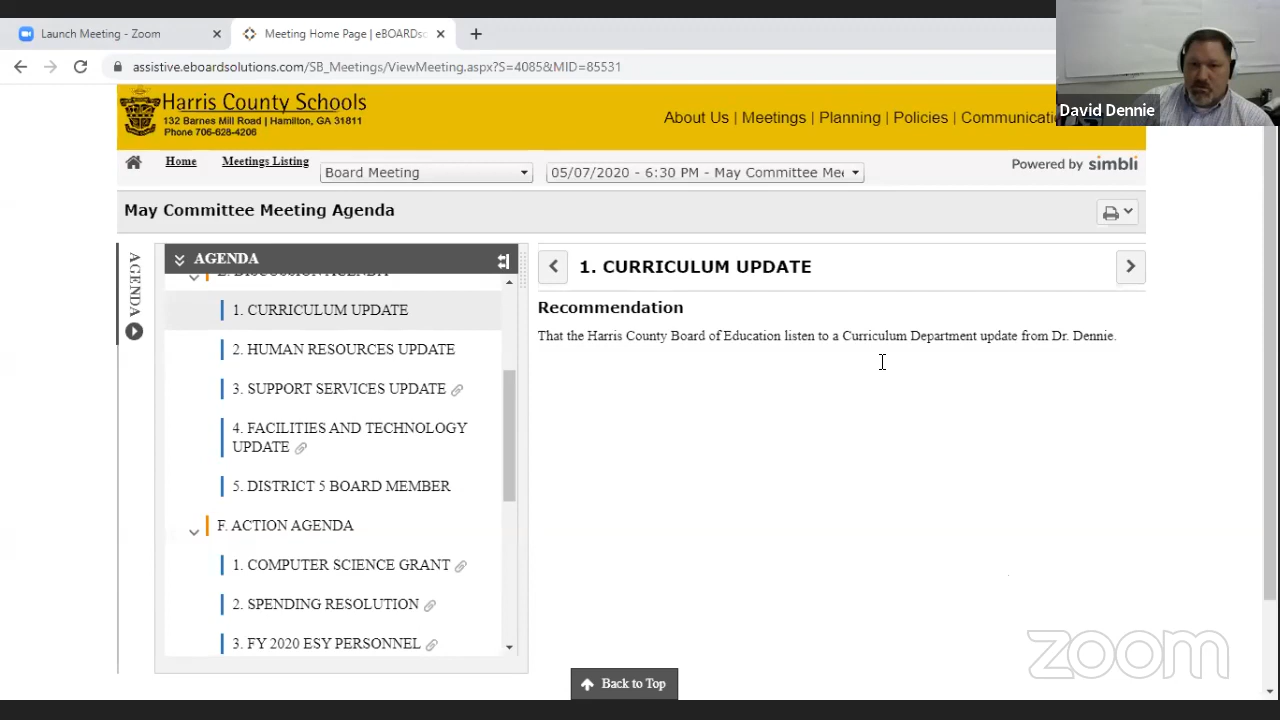 Launch Meeting - Zoom
Meeting Home Page | eBOARDsc
assistive.eboardsolutions.com/SB_Meetings/ViewMeeting.aspx?S=4085&MID=85531
David Dennie
Harris County Schools
132 Barnes Mill Road | Hamilton, GA 31811
Phone 706-628-4206
About Us | Meetings | Planning | Policies | Communicatio
Home
Meetings Listing
Board Meeting
05/07/2020 - 6:30 PM - May Committee Mee
Powered by simbli
May Committee Meeting Agenda
AGENDA
AGENDA
E. DISCUSSION AGENDA
1. CURRICULUM UPDATE
2. HUMAN RESOURCES UPDATE
3. SUPPORT SERVICES UPDATE
4. FACILITIES AND TECHNOLOGY
UPDATE
5. DISTRICT 5 BOARD MEMBER
F. ACTION AGENDA
1. COMPUTER SCIENCE GRANT
2. SPENDING RESOLUTION
3. FY 2020 ESY PERSONNEL
1. CURRICULUM UPDATE
Recommendation
That the Harris County Board of Education listen to a Curriculum Department update from Dr. Dennie.
Back to Top
zoom